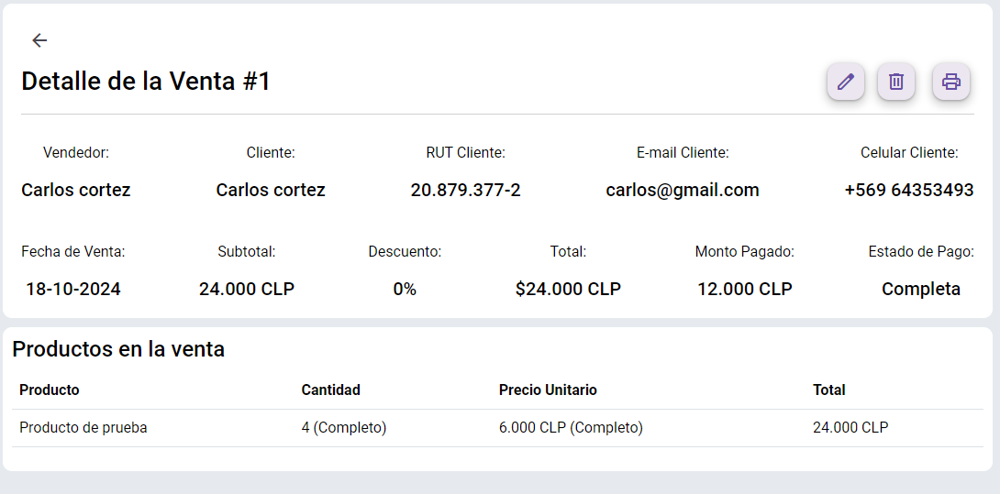 Detalle de la Venta #1
Vendedor: Cliente: RUT Cliente: E-mail Cliente: Celular Cliente:
Carlos cortez Carlos cortez 20.879.377-2 carlos@gmail.com +569 64353493
Fecha de Venta: Subtotal: Descuento: Total: Monto Pagado: Estado de Pago:
18-10-2024 24.000 CLP 0% $24.000 CLP 12.000 CLP Completa
Productos en la venta
Producto Cantidad Precio Unitario Total
Producto de prueba 4 (Completo) 6.000 CLP (Completo) 24.000 CLP